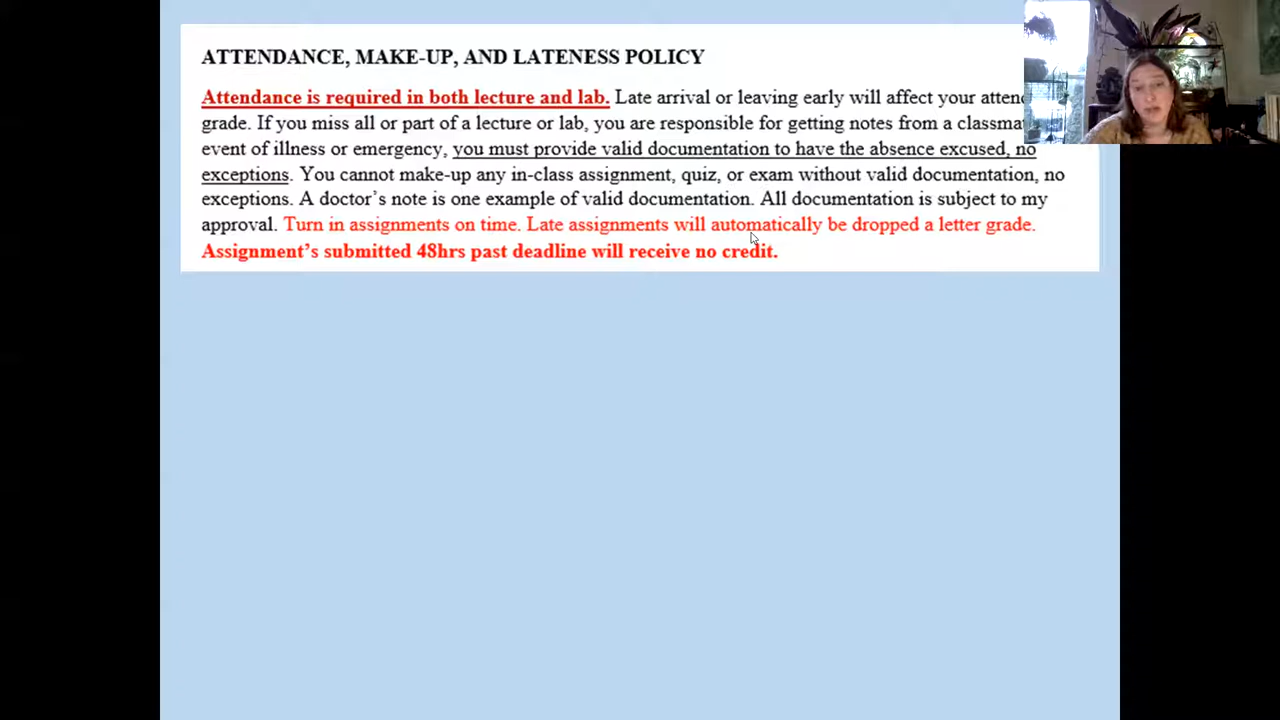 ATTENDANCE, MAKE-UP, AND LATENESS POLICY
Attendance is required in both lecture and lab. Late arrival or leaving early will affect your
grade. If you miss all or part of a lecture or lab, you are responsible for getting notes from a
event of illness or emergency, you must provide valid documentation to have the absence excused, no
exceptions. You cannot make-up any in-class assignment, quiz, or exam without valid documentation, no
exceptions. A doctor's note is one example of valid documentation. All documentation is subject to my
approval. Turn in assignments on time. Late assignments will automatically be dropped a letter grade.
Assignment's submitted 48hrs past deadline will receive no credit.